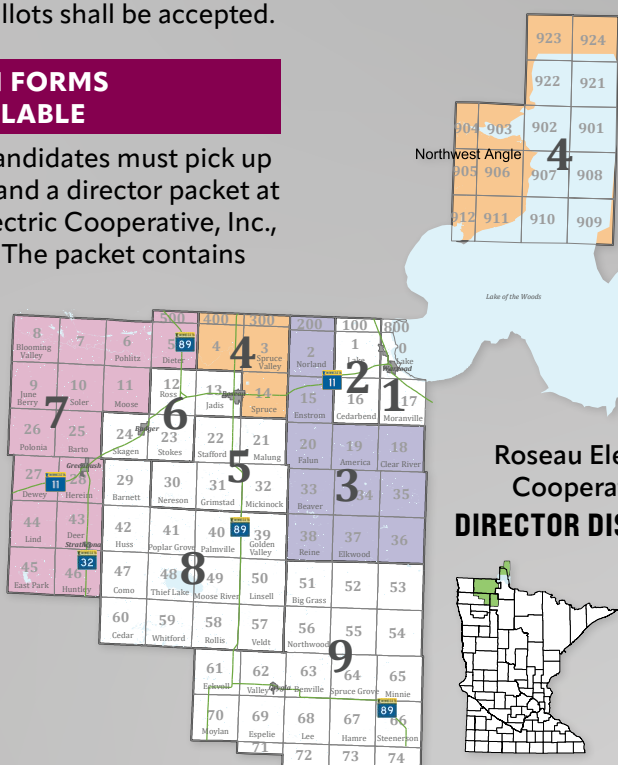 llots shall be accepted.
FORMS
LABLE
andidates must pick up
and a director packet at
ectric Cooperative, Inc.,
The packet contains
923 924
922 921
904 903 902 901
Northwest Angle 4
905 906 907 908
912 911 910 909
Lake of the Woods
500 400 300 200 100 800
8 7 6 5 4 3 2 1 0
Blooming Valley Pohlitz Dieter Spruce Valley Norland Lake Lake
89 4 11 2 1
9 10 11 12 13 14 15 16 17
June Berry Soler Moose Ross Jadis Spruce Enstrom Cedarbend Moranville
7 6
26 25 24 23 22 21 20 19 18
Polonia Barto Skagen Stokes Stafford Malung Falun America Clear River
Badger
Greenbush
5 3
27 28 29 30 31 32 33 34 35
Dewey Hereim Barnett Nereson Grimstad Mickinock Beaver
11
44 43 42 41 40 39 38 37 36
Lind Deer Huss Poplar Grove Palmville Golden Valley Reine Elkwood
89
Strathcona
32 8
45 46 47 48 49 50 51 52 53
East Park Huntley Como Thief Lake Moose River Linsell Big Grass
60 59 58 57 56 55 54
Cedar Whitford Rollis Veldt Northwood
9
61 62 63 64 65
Eckvoll Valley Benville Spruce Grove Minnie
89
70 69 68 67 66
Moylan Espelie Lee Hamre Steenerson
71 72 73 74
Roseau Ele
Coopera
DIRECTOR DIS